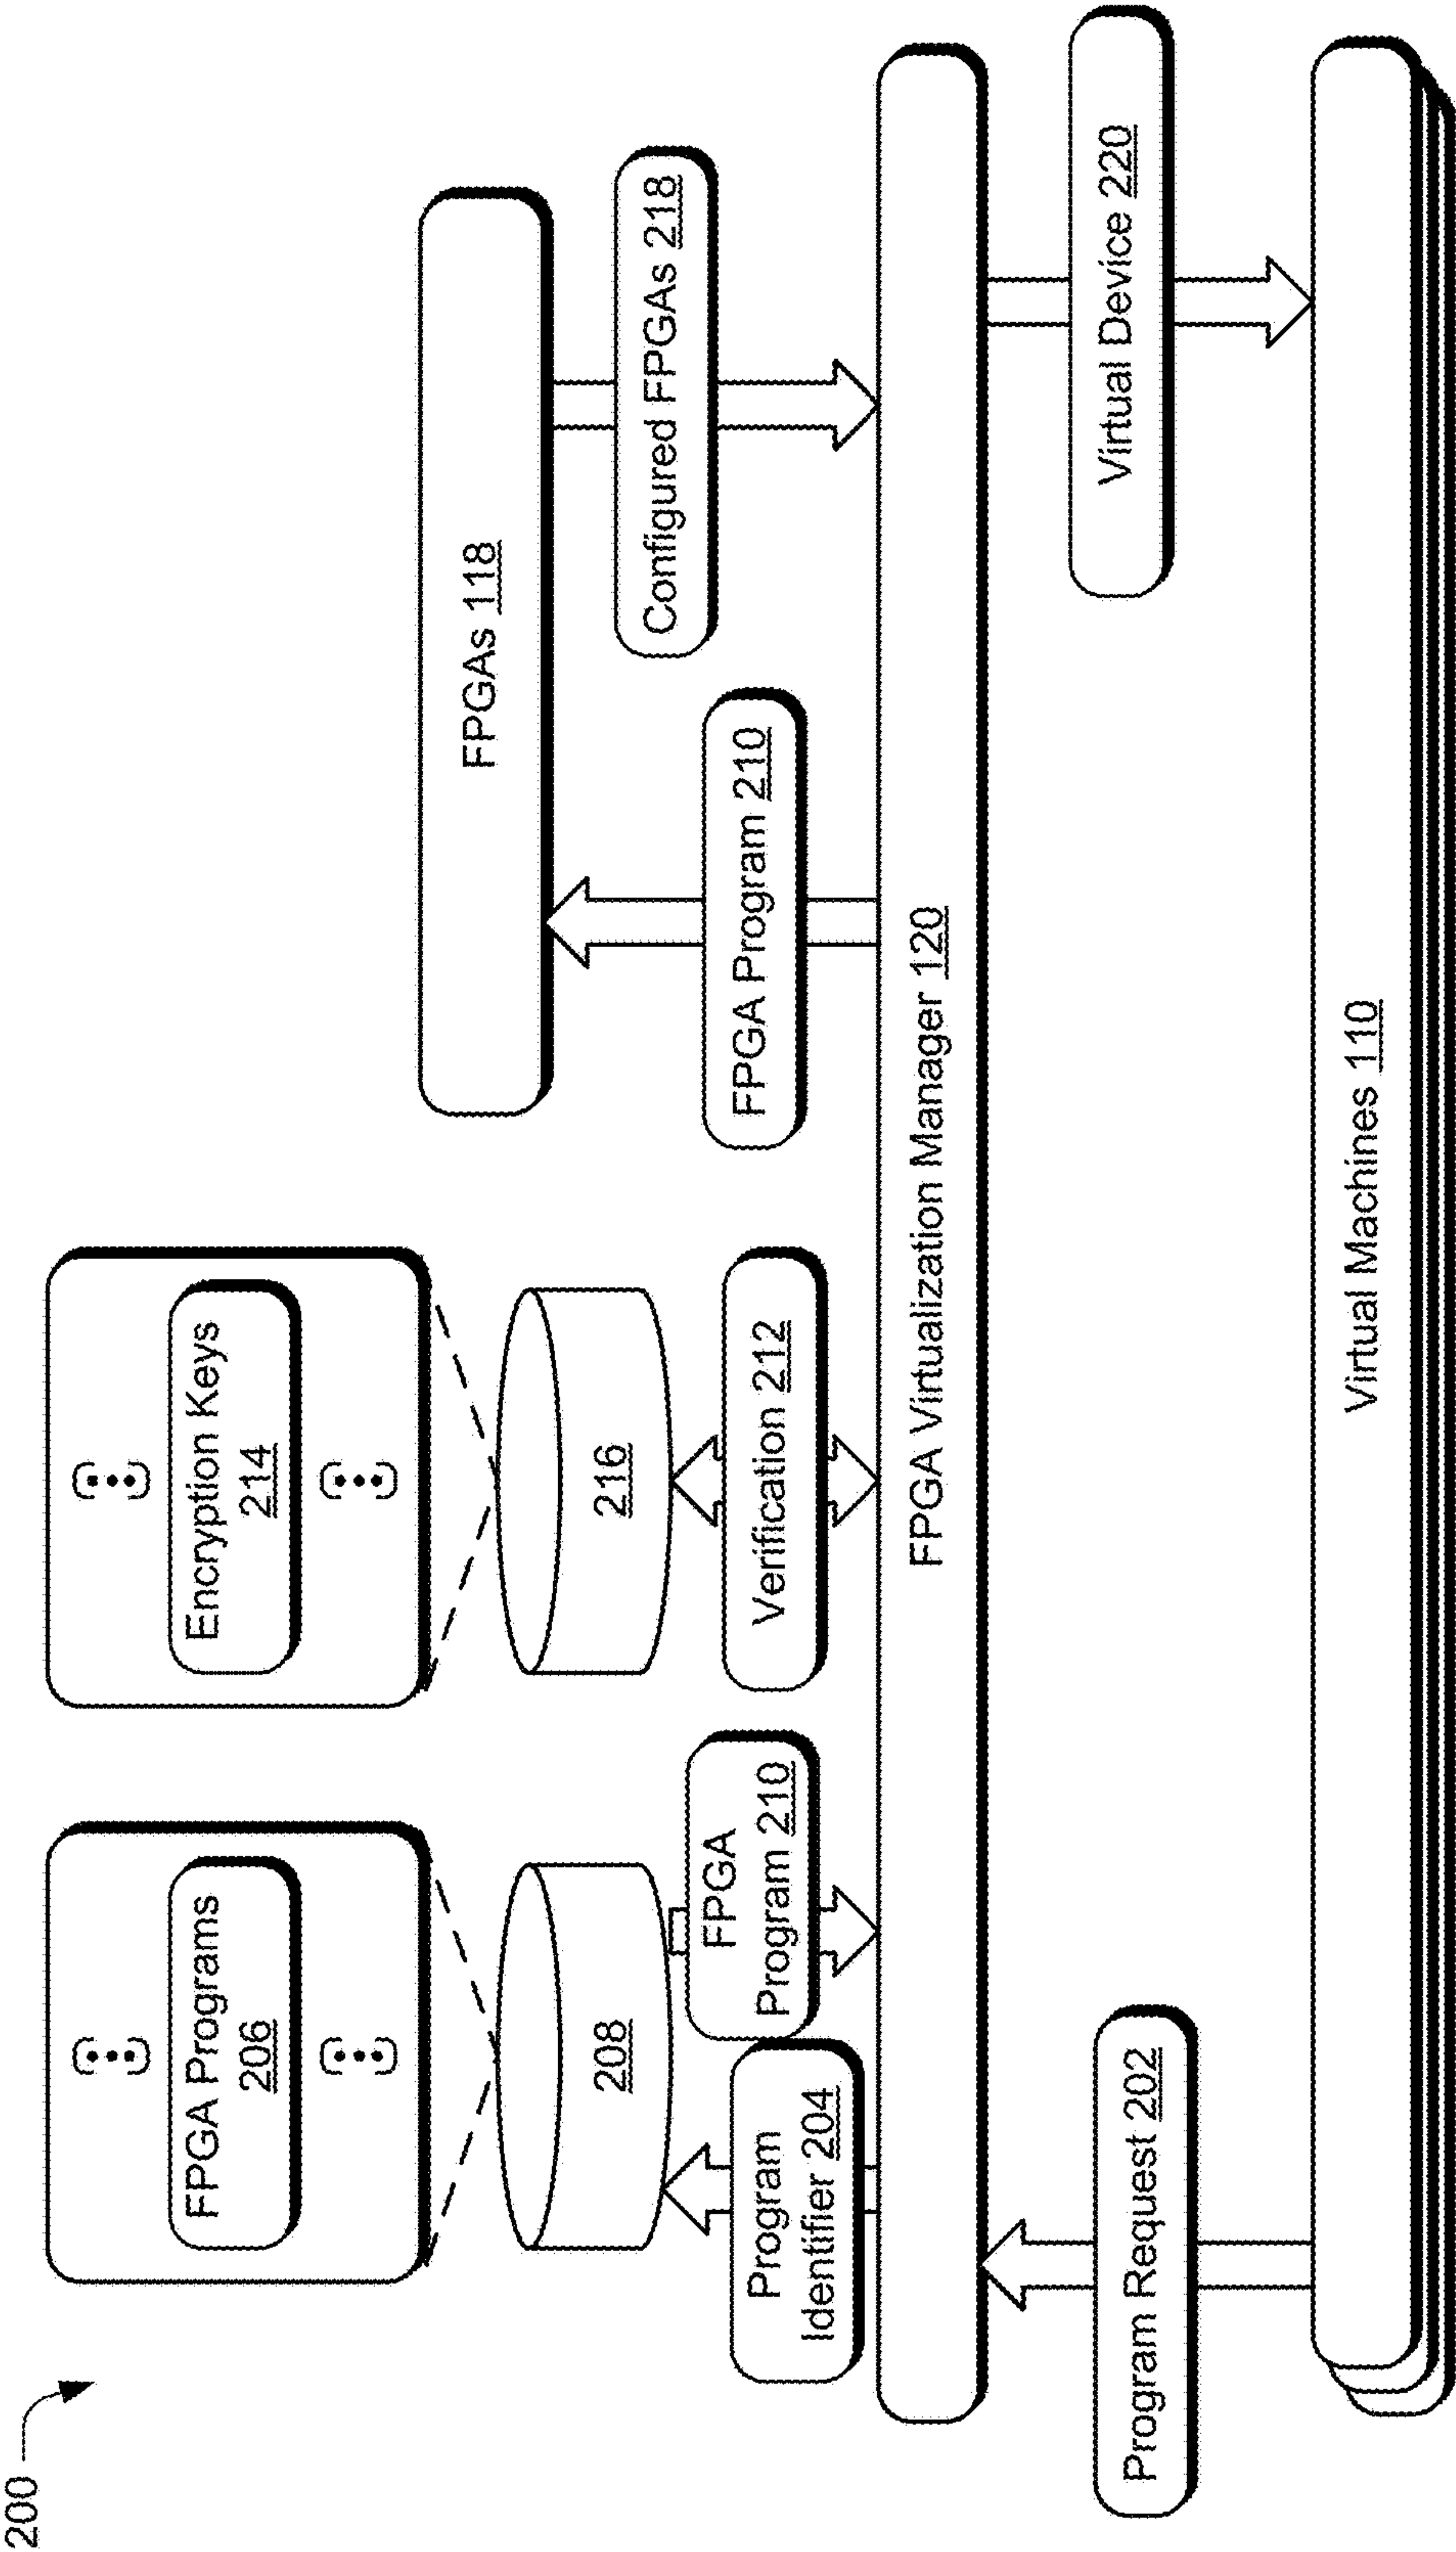 200
FPGA Programs
206
Encryption Keys
214
208
216
FPGAs 118
Program
Identifier 204
FPGA
Program 210
Verification 212
FPGA Program 210
Configured FPGAs 218
FPGA Virtualization Manager 120
Program Request 202
Virtual Device 220
Virtual Machines 110